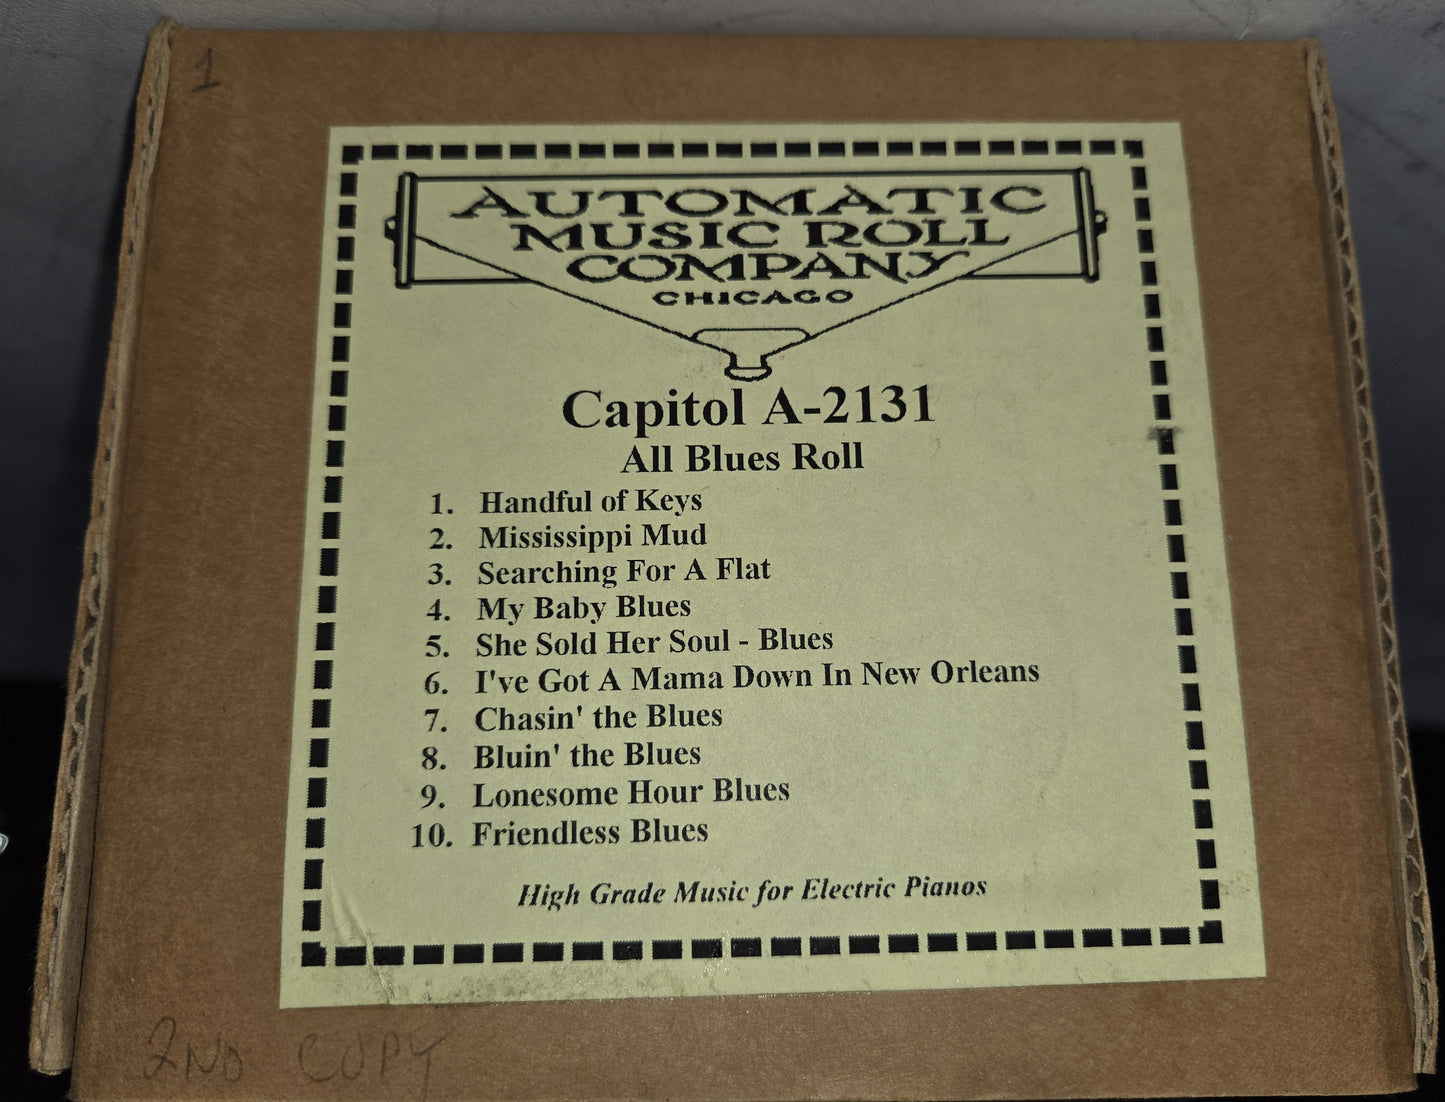 1
AUTOMATIC
MUSIC ROLL
COMPANY
CHICAGO
Capitol A-2131
All Blues Roll
1. Handful of Keys
2. Mississippi Mud
3. Searching For A Flat
4. My Baby Blues
5. She Sold Her Soul - Blues
6. I've Got A Mama Down In New Orleans
7. Chasin' the Blues
8. Bluin' the Blues
9. Lonesome Hour Blues
10. Friendless Blues
High Grade Music for Electric Pianos
2ND COPY